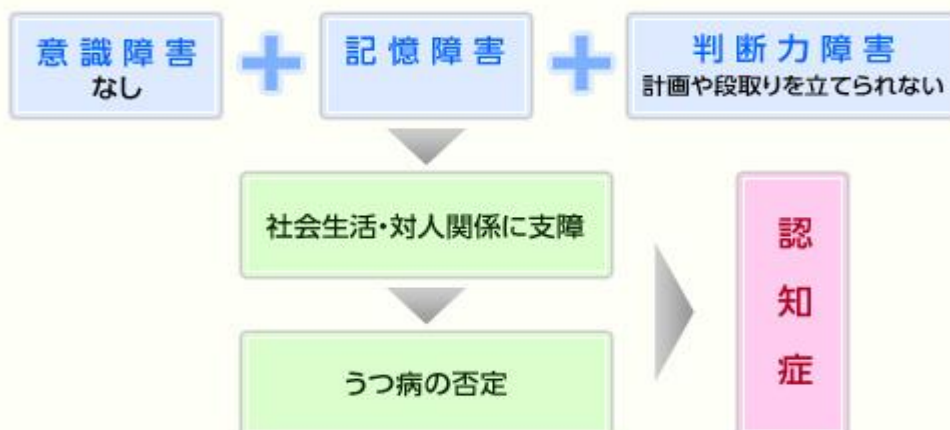 意識障害
なし
記憶障害
判断力障害
計画や段取りを立てられない
社会生活・対人関係に支障
うつ病の否定
認知症